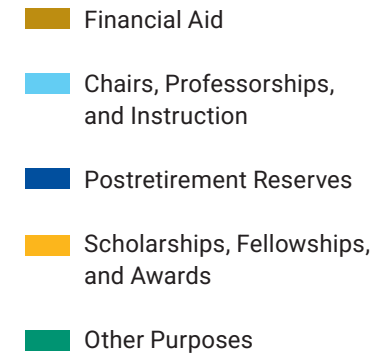 Financial Aid
Chairs, Professorships,
and Instruction
Postretirement Reserves
Scholarships, Fellowships,
and Awards
Other Purposes